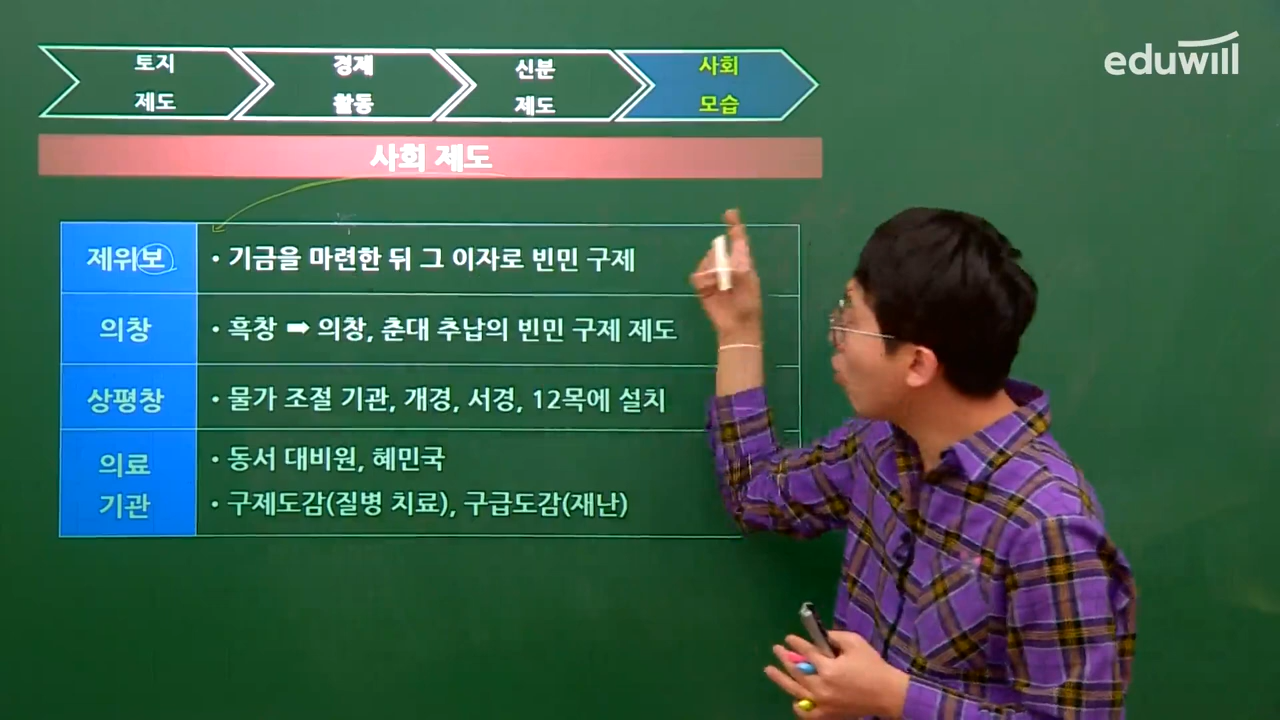 eduwill
토지
제도
경제
활동
신분
제도
사회
모습
사회 제도
제위보
• 기금을 마련한 뒤 그 이자로 빈민 구제
의창
• 흑창 ➡ 의창, 춘대 추납의 빈민 구제 제도
상평창
• 물가 조절 기관, 개경, 서경, 12목에 설치
의료
기관
• 동서 대비원, 혜민국
• 구제도감(질병 치료), 구급도감(재난)